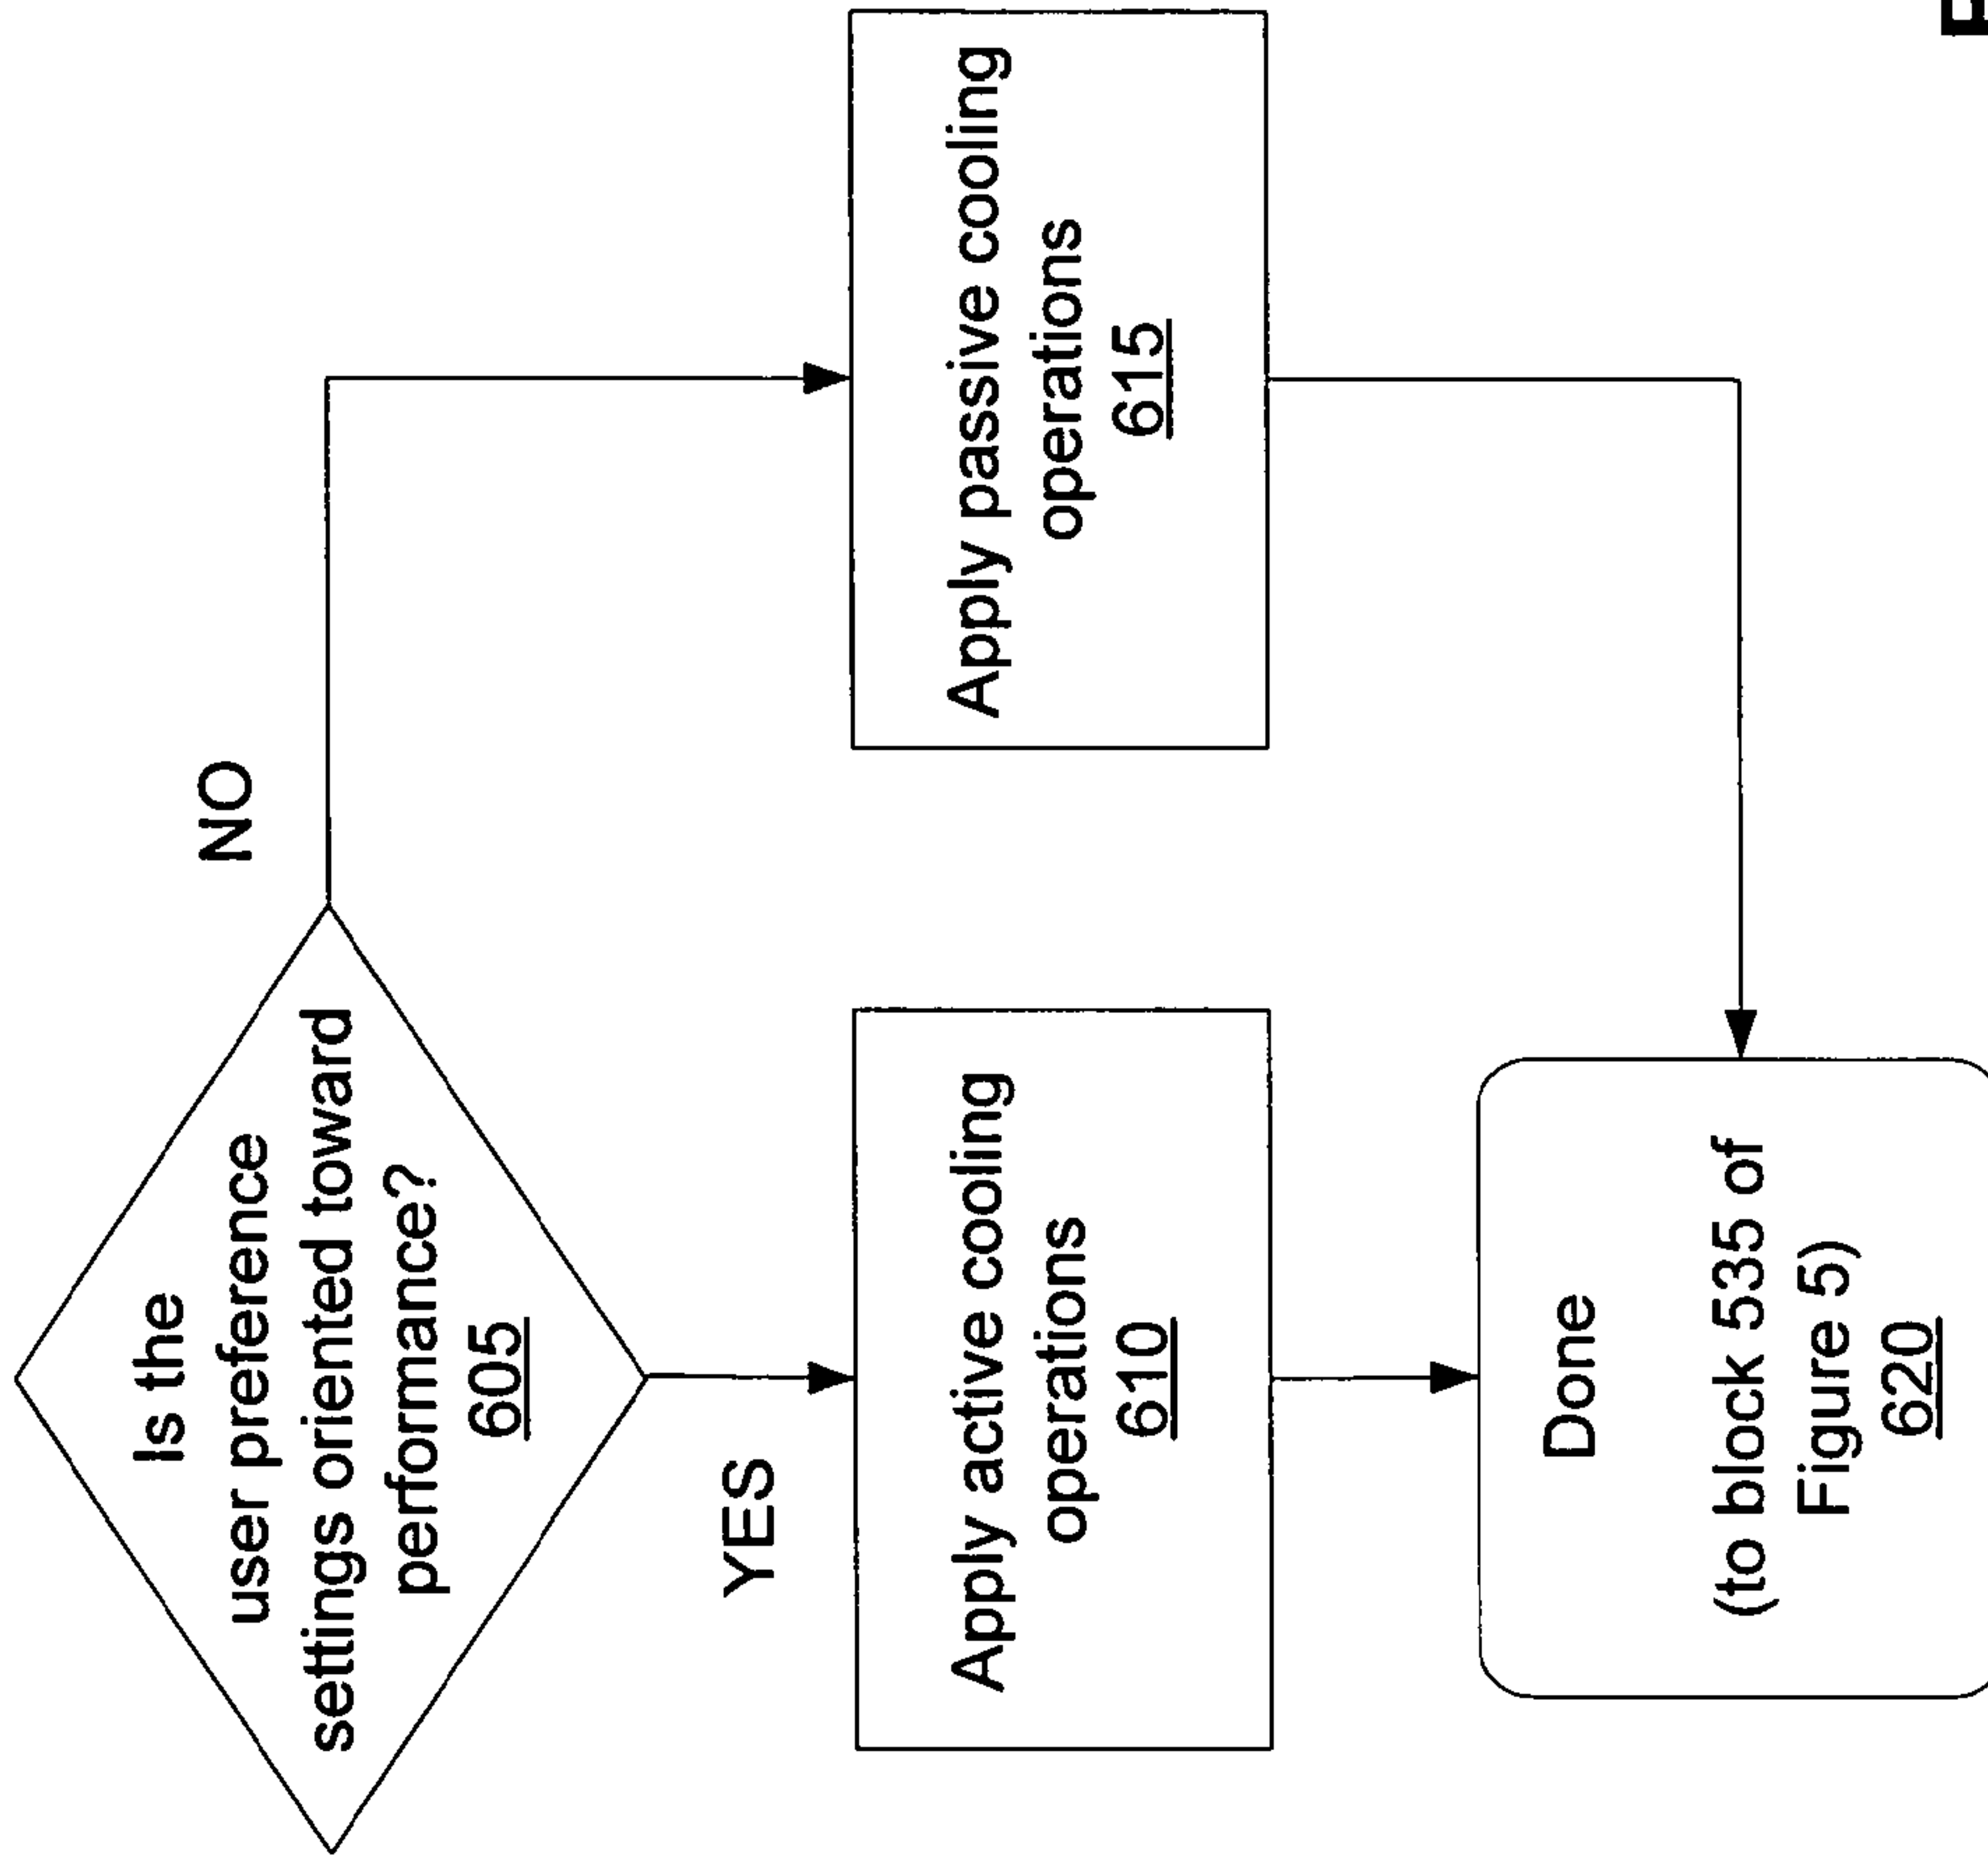 Is the
user preference
settings oriented toward
performance?
605
NO
YES
Apply active cooling
operations
610
Apply passive cooling
operations
615
Done
(to block 535 of
Figure 5)
620